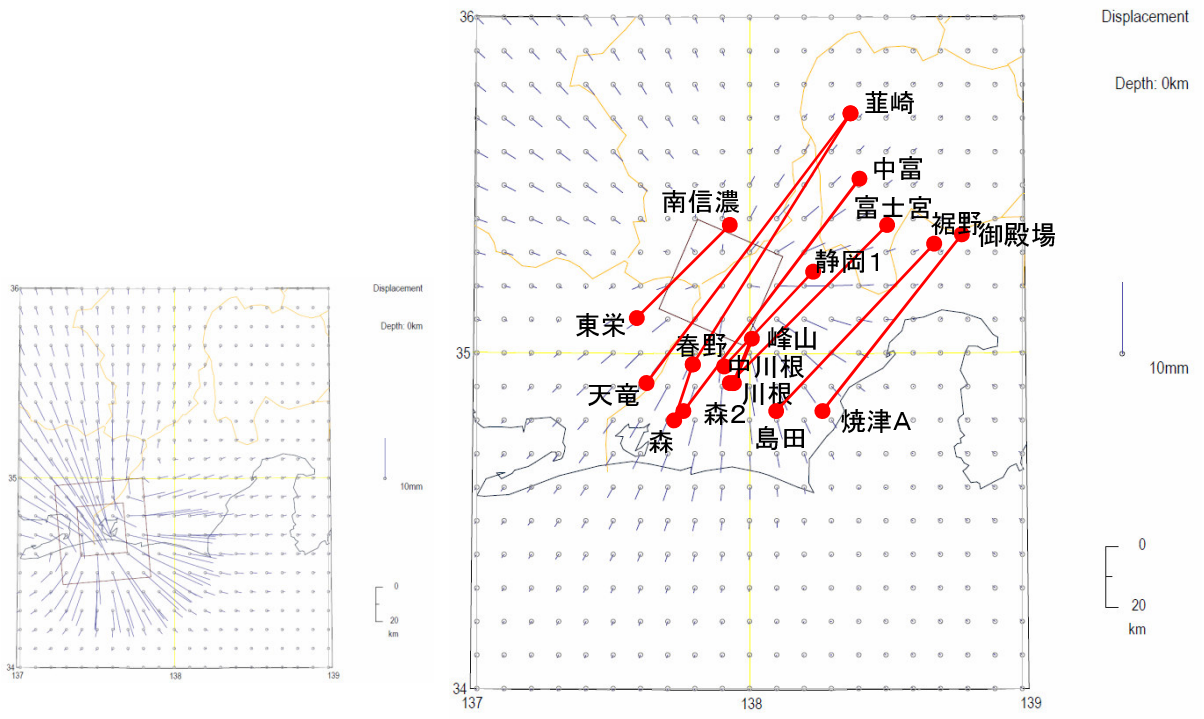 36
Displacement
Depth: 0km
35
10mm
0
20
km
34
137
138
139
36
Displacement
Depth: 0km
韮崎
中富
南信濃
富士宮
裾野
御殿場
静岡1
東栄
春野
峰山
35
中川根
10mm
天竜
川根
森2
焼津A
森
島田
0
20
km
34
137
138
139